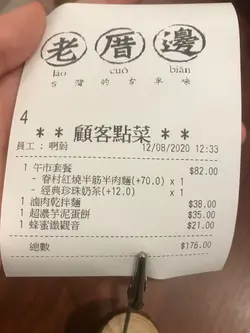 老厝邊
lǎo cuò biān
台灣的古早味
4
** 顧客點菜 **
員工: 啊翁 12/08/2020 12:33
1 午市套餐 $82.00
- 眷村紅燒半筋半肉麵(+70.0) x 1
- 經典珍珠奶茶(+12.0) x 1
1 滷肉乾拌麵 $38.00
1 超濃芋泥蛋餅 $35.00
1 蜂蜜鐵觀音 $21.00
總數 $176.00